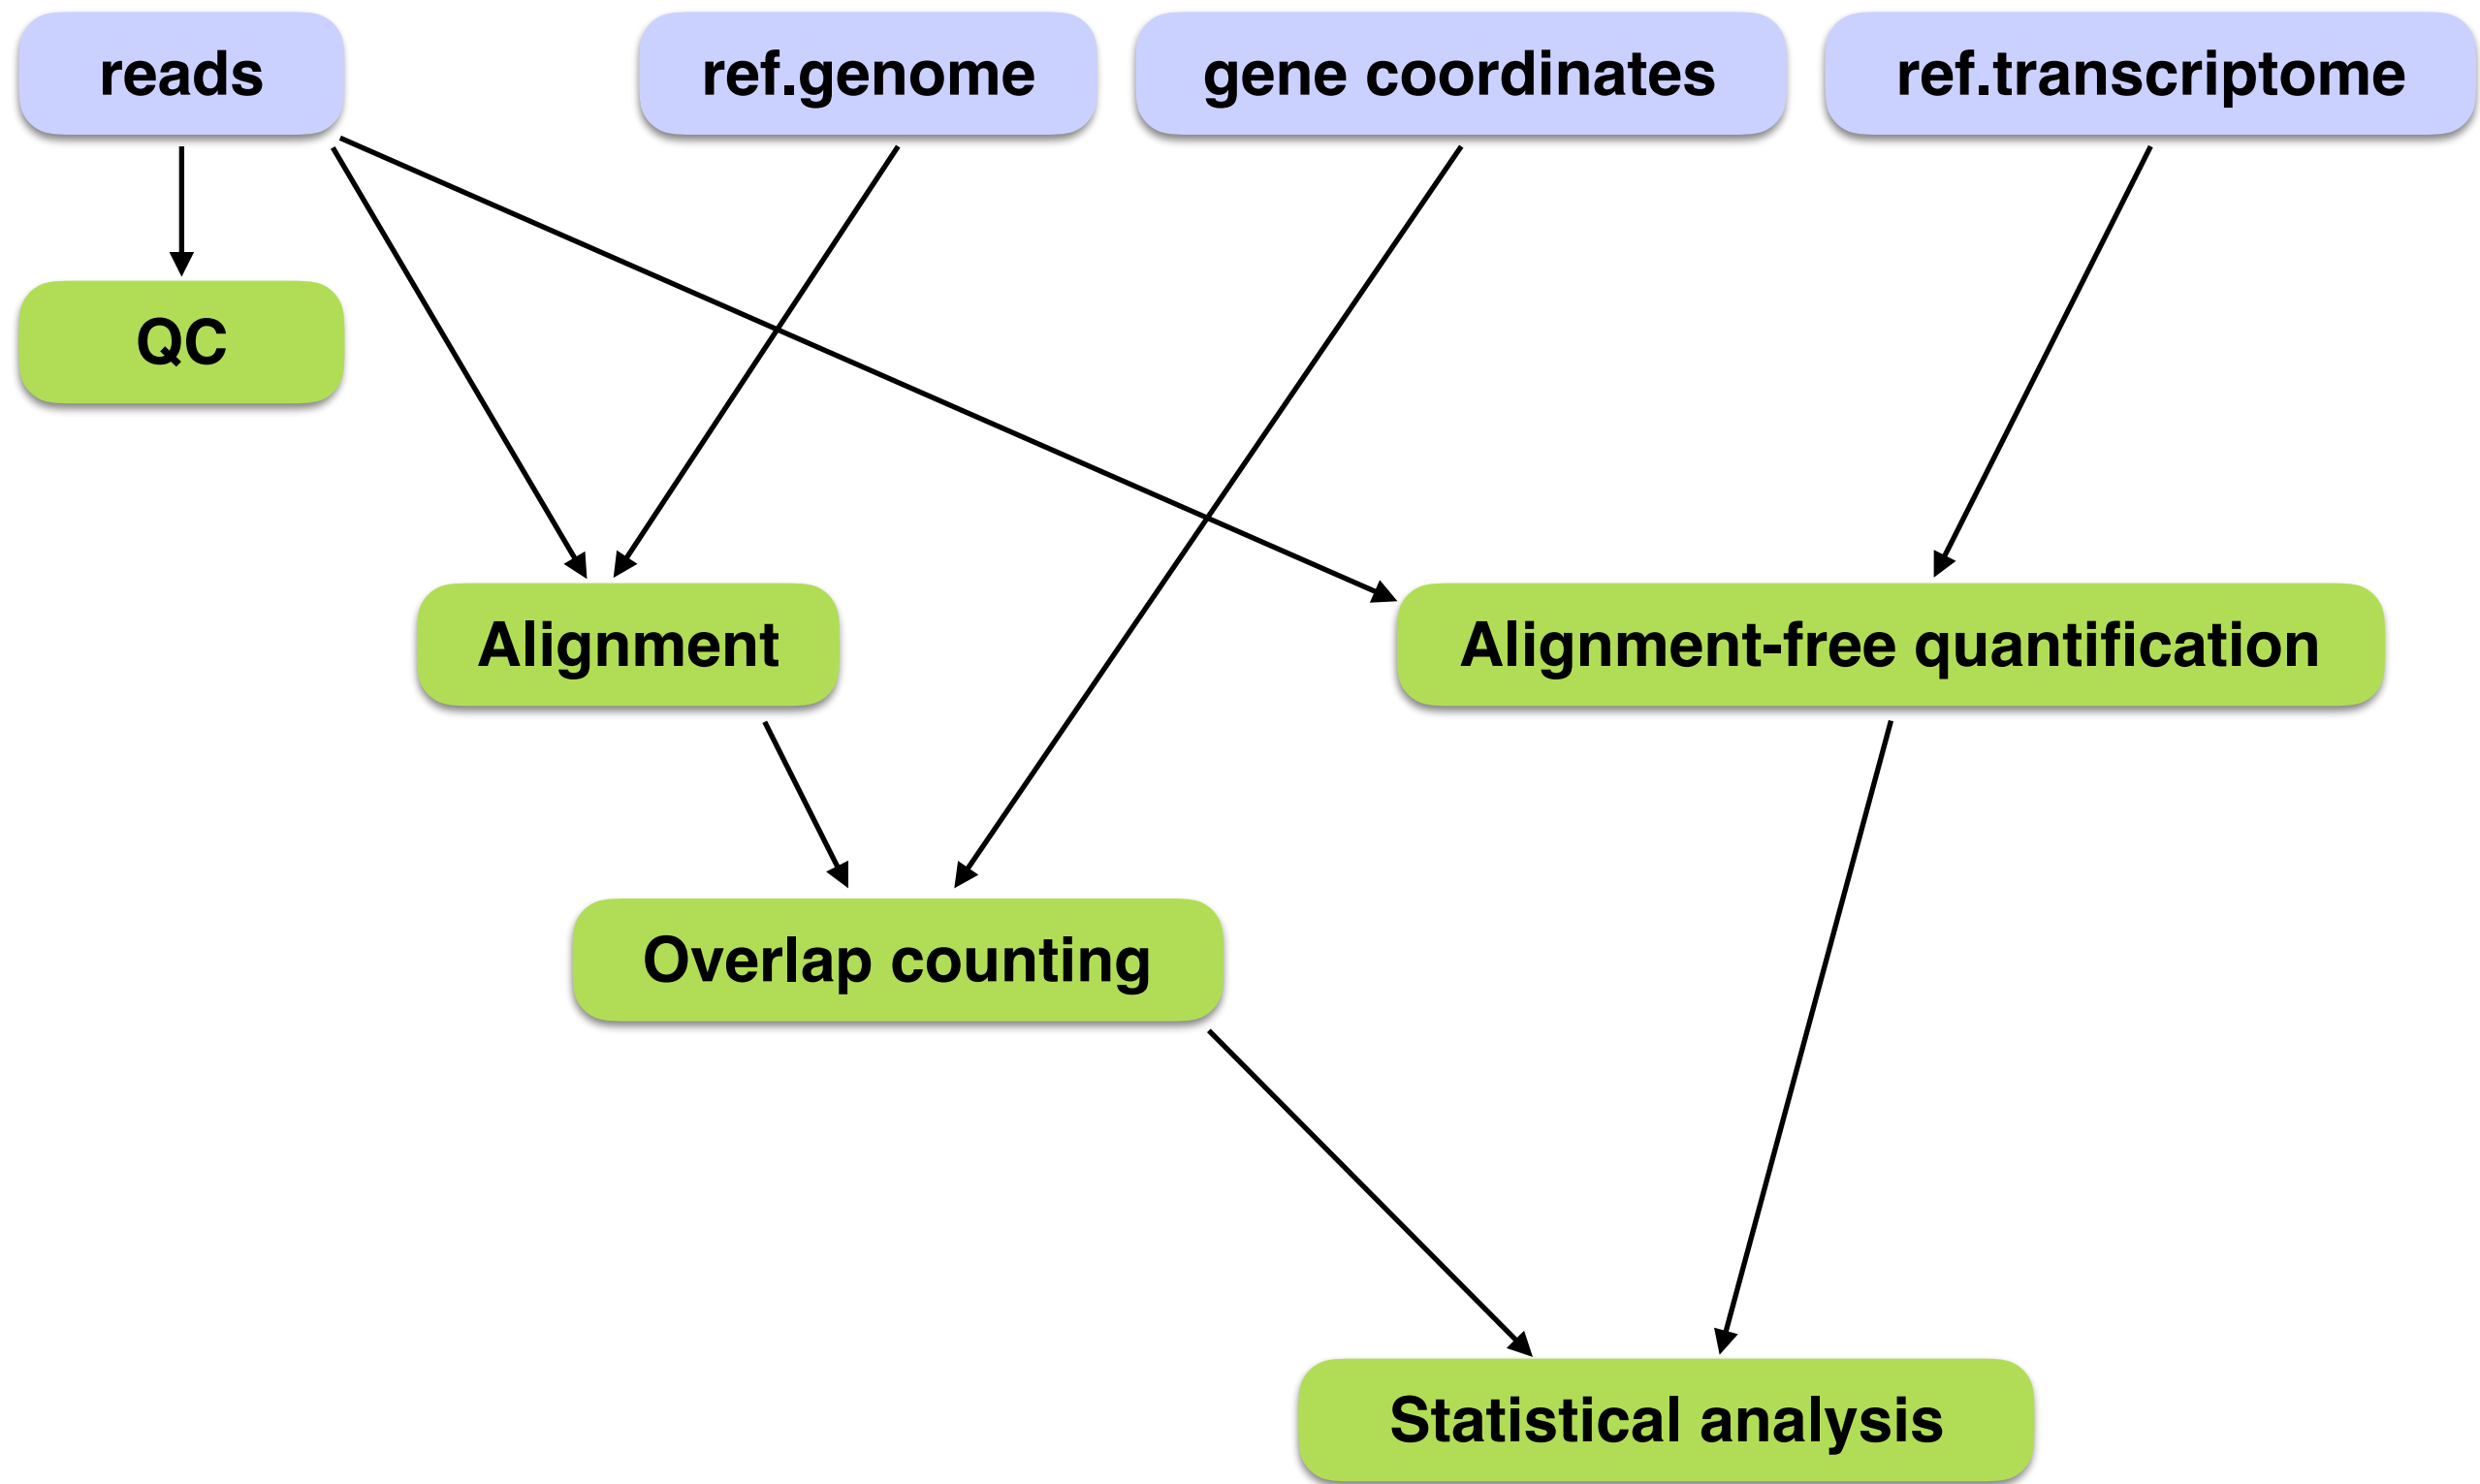 reads
ref.genome
gene coordinates
ref.transcriptome
QC
Alignment
Alignment-free quantification
Overlap counting
Statistical analysis